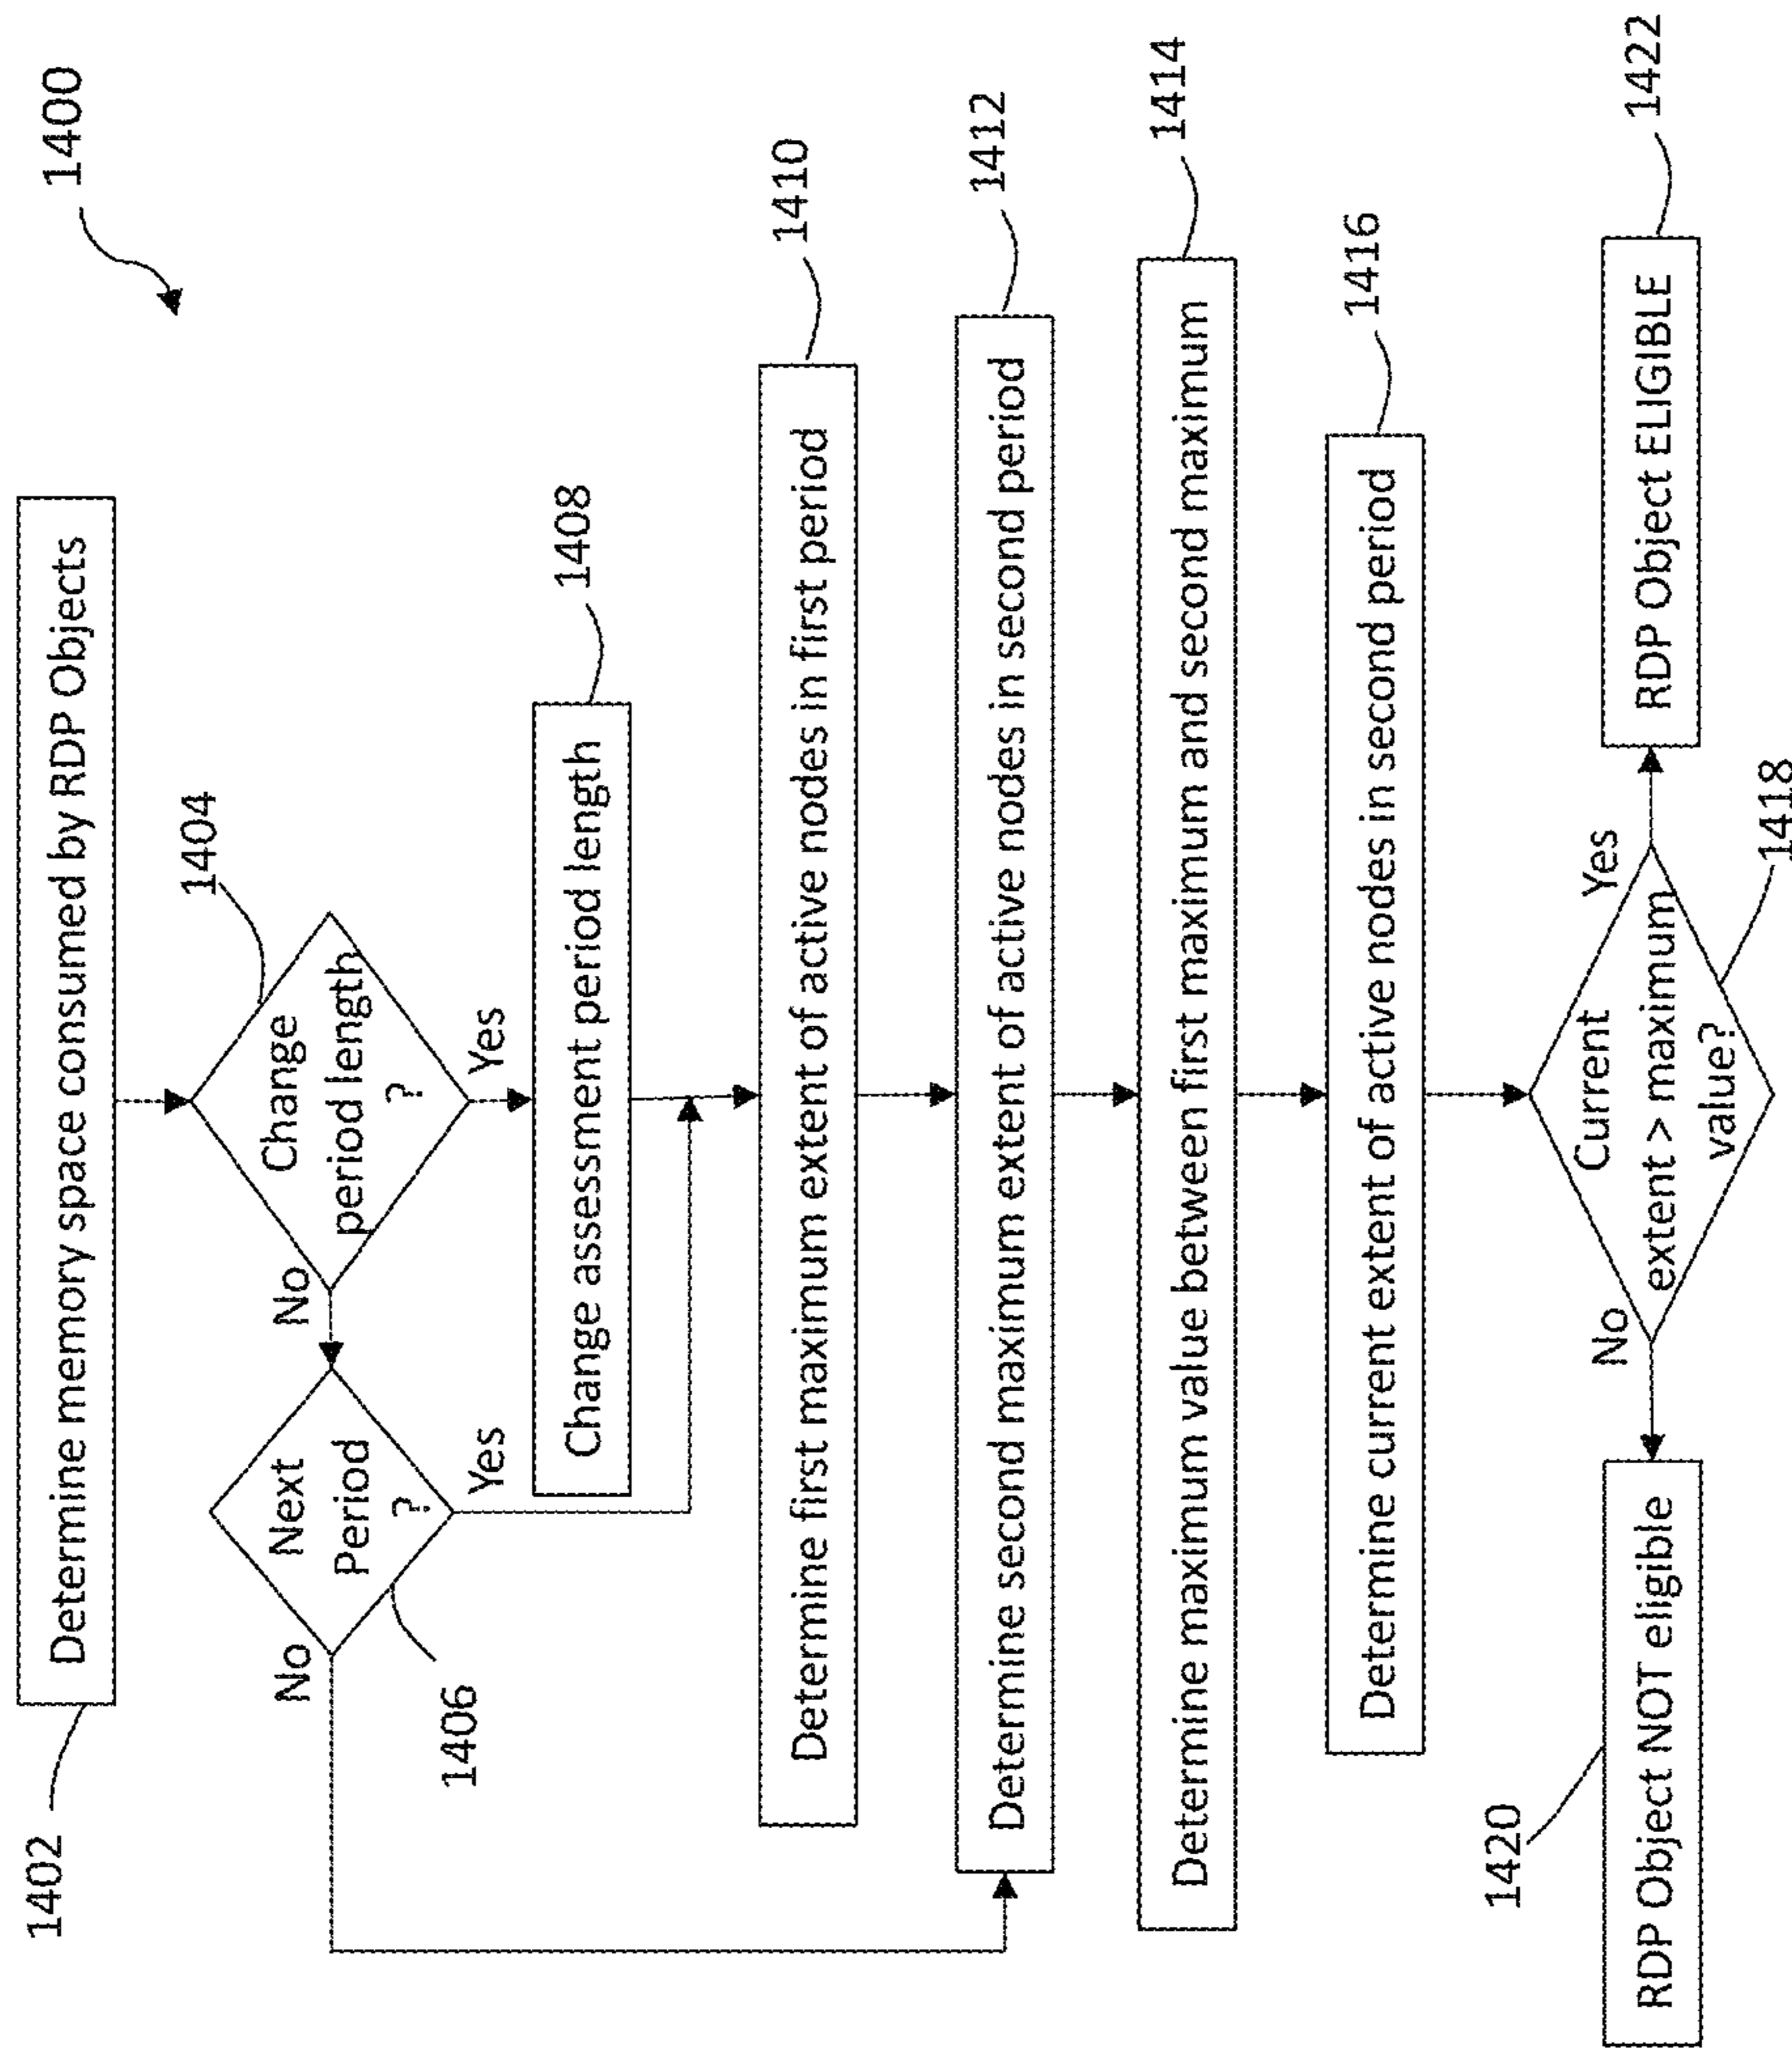 1400
1402
Determine memory space consumed by RDP Objects
1404
Change
period length
?
No
Yes
Next
Period
?
No
Yes
1406
1408
Change assessment period length
1410
Determine first maximum extent of active nodes in first period
1412
Determine second maximum extent of active nodes in second period
1414
Determine maximum value between first maximum and second maximum
1416
Determine current extent of active nodes in second period
Current
extent > maximum
value?
No
Yes
1418
1420
RDP Object NOT eligible
RDP Object ELIGIBLE
1422